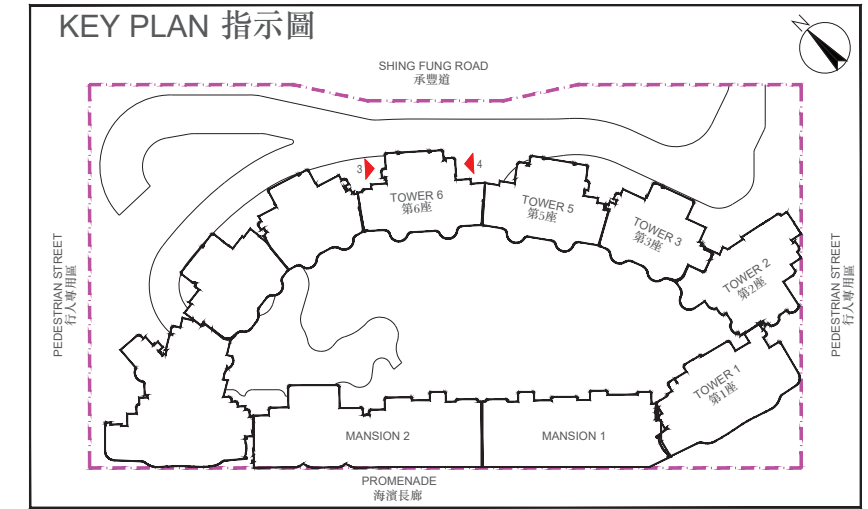 KEY PLAN 指示圖
N
SHING FUNG ROAD
承豐道
3
4
TOWER 6
第6座
TOWER 5
第5座
TOWER 3
第3座
TOWER 2
第2座
TOWER 1
第1座
PEDESTRIAN STREET
行人專用區
PEDESTRIAN STREET
行人專用區
MANSION 2
MANSION 1
PROMENADE
海濱長廊